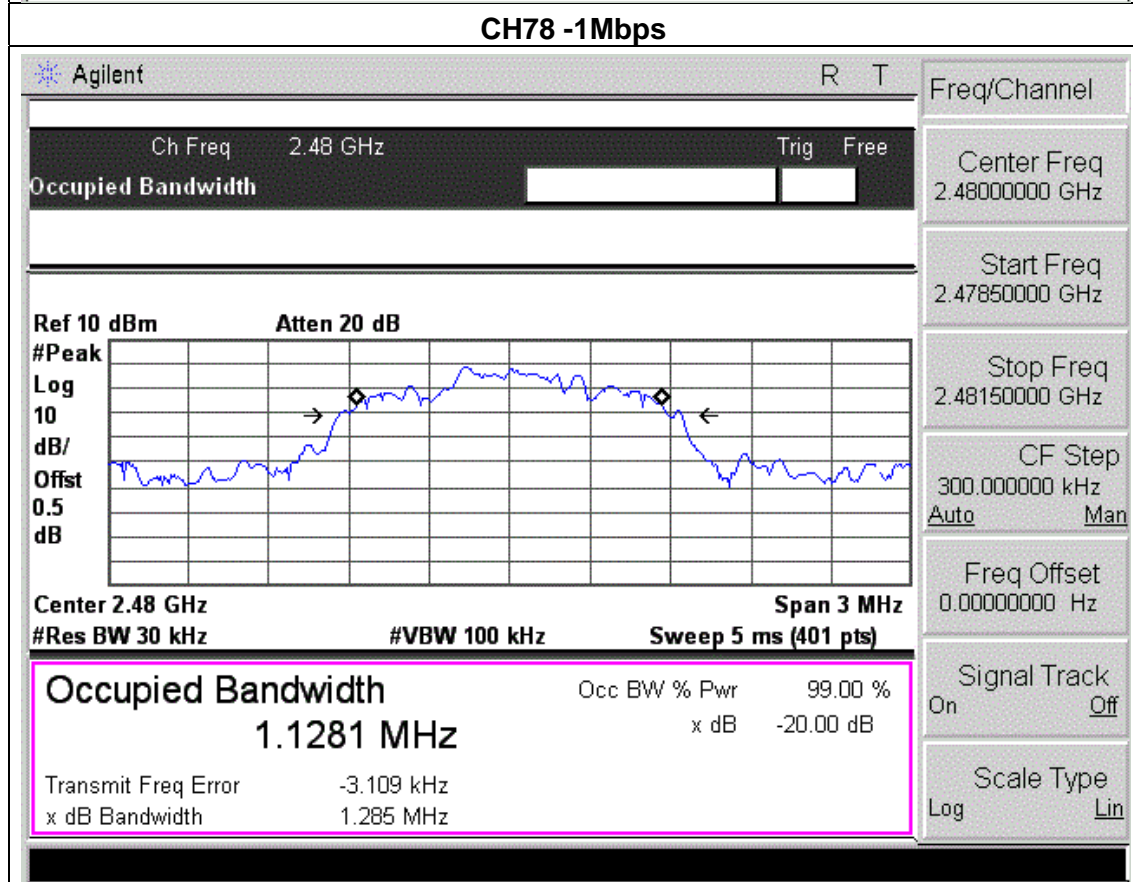 CH78 -1Mbps
Agilent R T
Freq/Channel
Ch Freq 2.48 GHz Trig Free
Occupied Bandwidth
Center Freq
2.48000000 GHz
Start Freq
2.47850000 GHz
Stop Freq
2.48150000 GHz
CF Step
300.000000 kHz
Auto Man
Freq Offset
0.00000000 Hz
Signal Track
On Off
Scale Type
Log Lin
Ref 10 dBm Atten 20 dB
#Peak
Log
10
dB/
Offst
0.5
dB
Center 2.48 GHz Span 3 MHz
#Res BW 30 kHz #VBW 100 kHz Sweep 5 ms (401 pts)
Occupied Bandwidth Occ BW % Pwr 99.00 %
1.1281 MHz x dB -20.00 dB
Transmit Freq Error -3.109 kHz
x dB Bandwidth 1.285 MHz